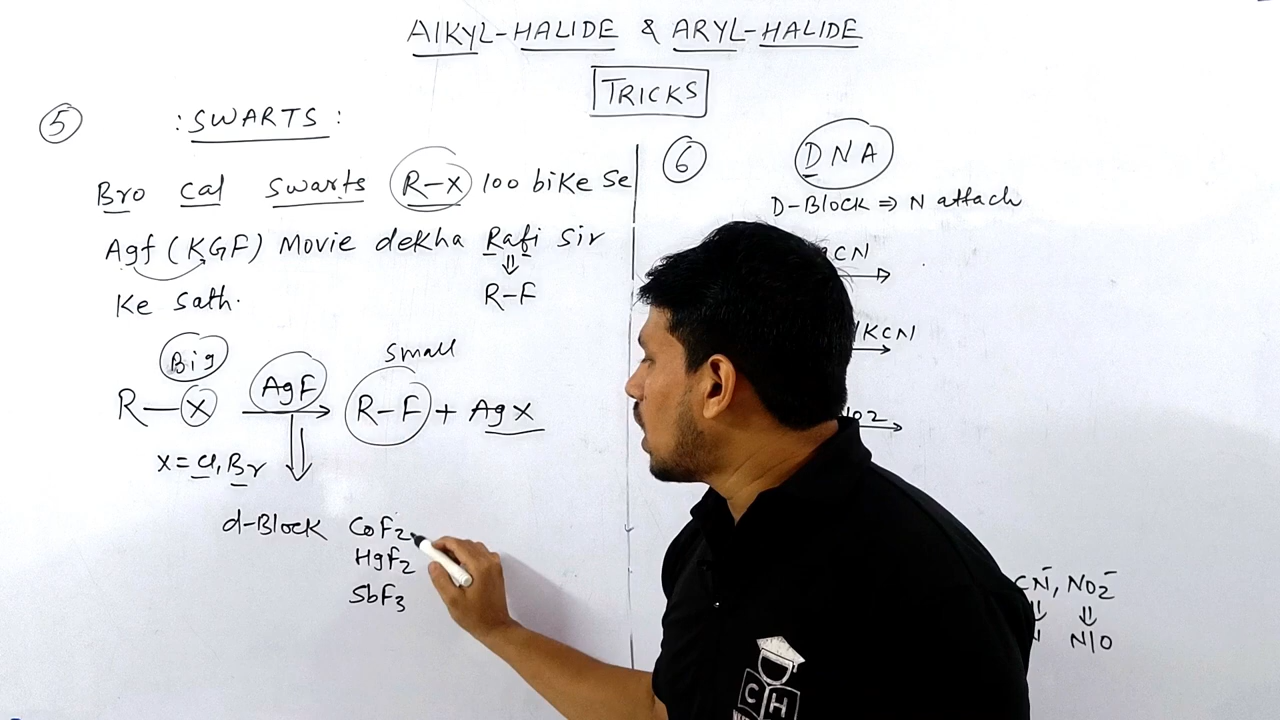 AlKyL-HALIDE & ARYL-HALIDE
TRICKS
5 : SWARTS :
Bro cal swarts R-X 100 bike se
Agf (KGF) Movie dekha Rafi sir
⇓
R-F
Ke Sath.
Big
Small
R—X AgF R-F + AgX
X = Cl, Br
d-Block CoF2
HgF2
SbF3
6 DNA
D-Block ⇒ N attach
CN
/KCN
CN⁻, NO2⁻
⇓ ⇓
N/O
C H